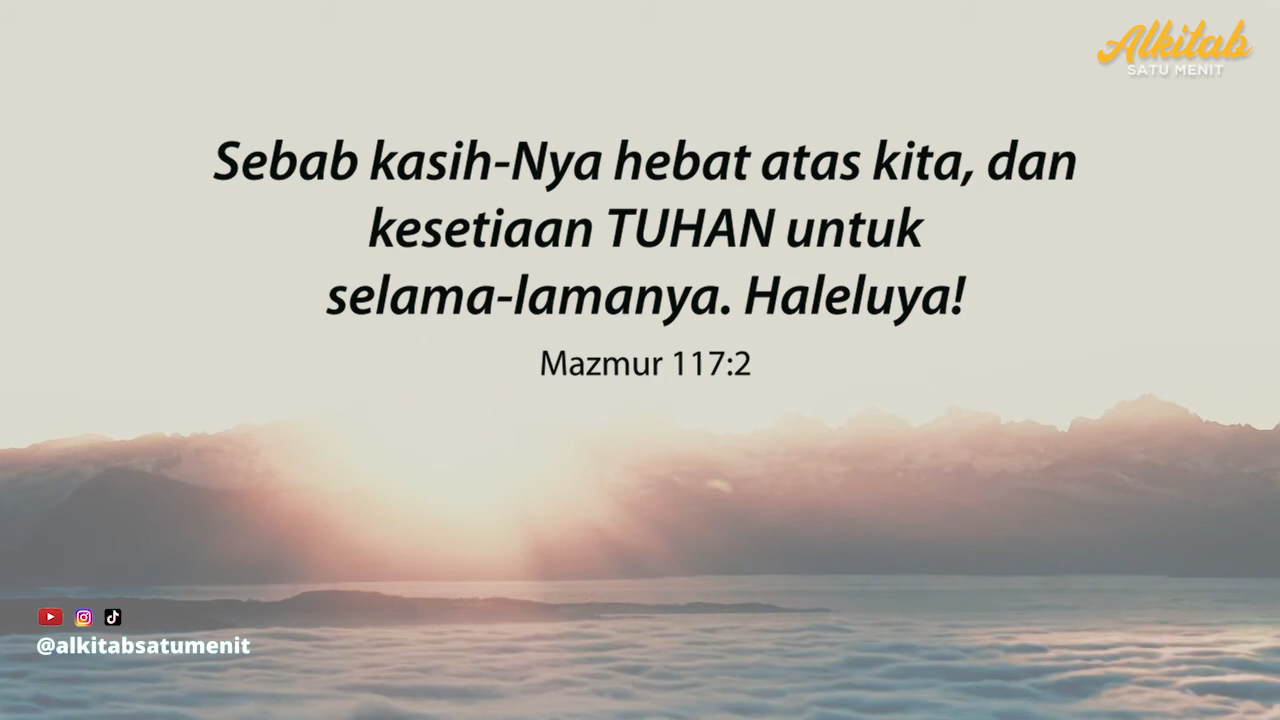 Alkitab
SATU MENIT
Sebab kasih-Nya hebat atas kita, dan
kesetiaan TUHAN untuk
selama-lamanya. Haleluya!
Mazmur 117:2
@alkitabsatumenit